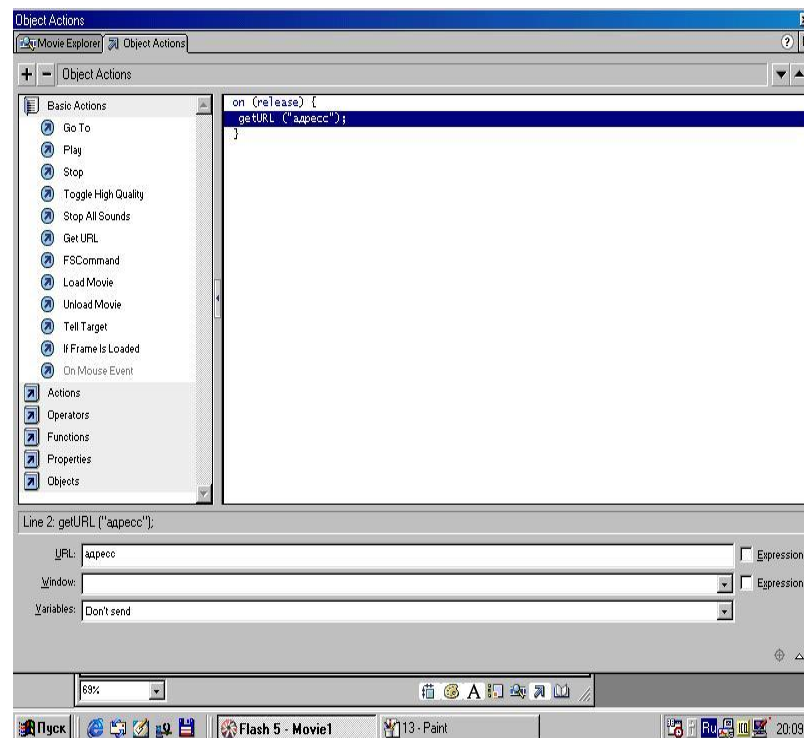 Object Actions
Movie Explorer Object Actions ?
+ − Object Actions
Basic Actions
Go To
Play
Stop
Toggle High Quality
Stop All Sounds
Get URL
FSCommand
Load Movie
Unload Movie
Tell Target
If Frame Is Loaded
On Mouse Event
Actions
Operators
Functions
Properties
Objects
on (release) {
getURL ("адресс");
}
Line 2: getURL ("адресс");
URL: адресс Expression
Window: Expression
Variables: Don't send
69% A
Пуск Flash 5 - Movie1 13 - Paint Ru 20:09